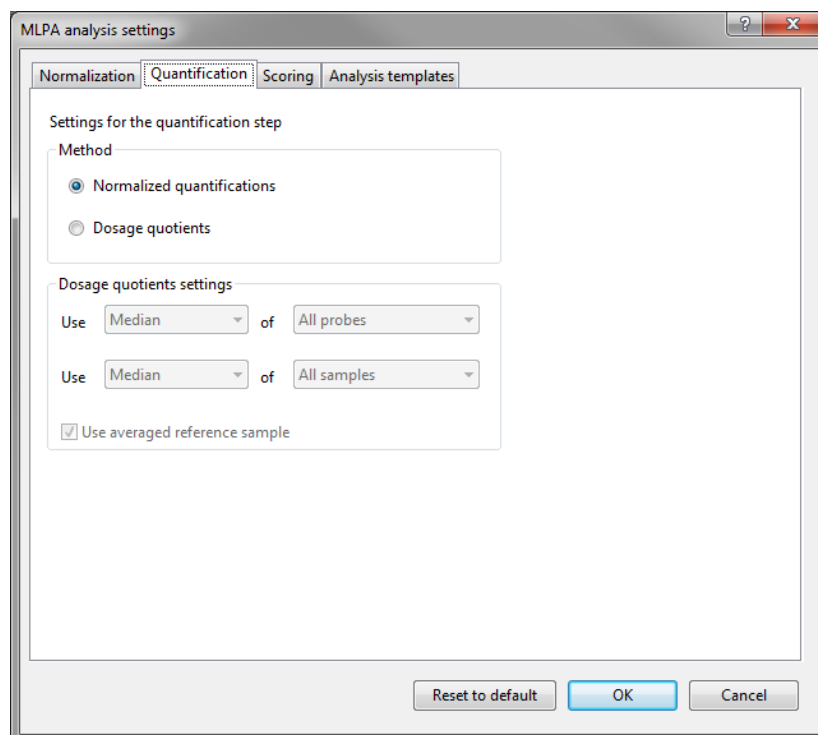 MLPA analysis settings
?
Normalization Quantification Scoring Analysis templates
Settings for the quantification step
Method
Normalized quantifications
Dosage quotients
Dosage quotients settings
Use Median of All probes
Use Median of All samples
Use averaged reference sample
Reset to default OK Cancel